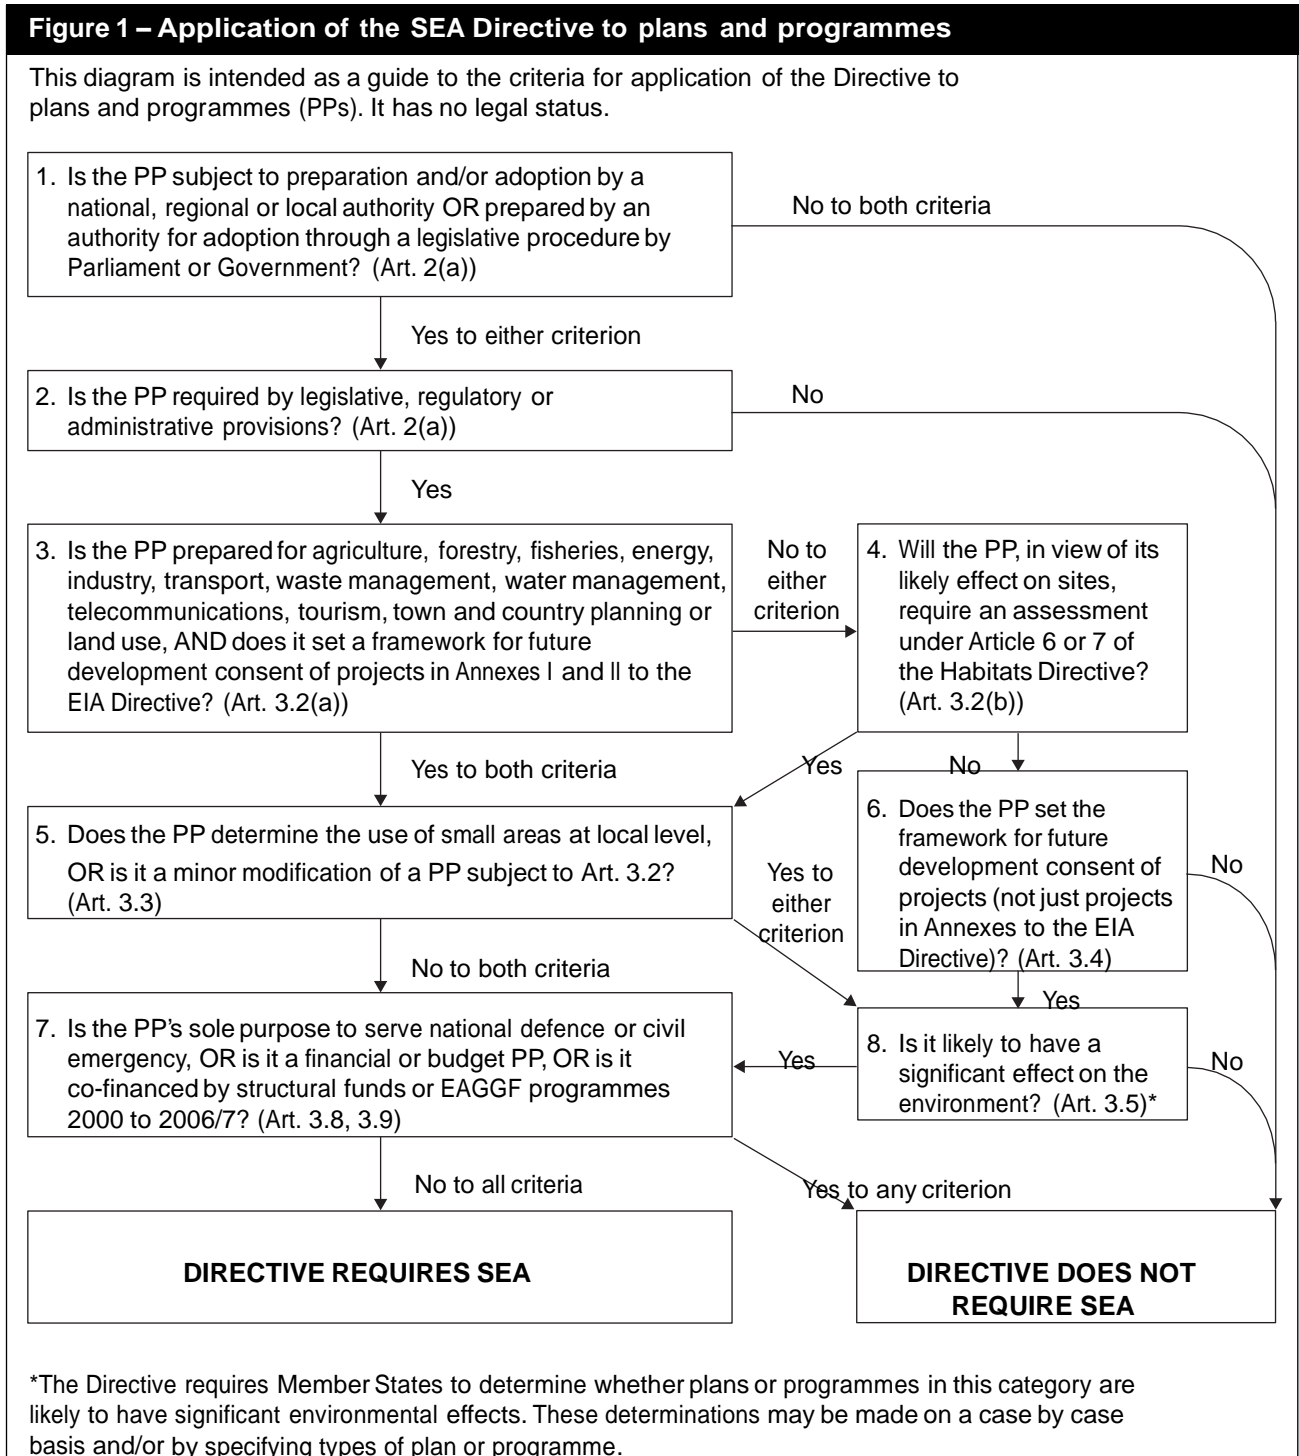 Figure 1 – Application of the SEA Directive to plans and programmes
This diagram is intended as a guide to the criteria for application of the Directive to
plans and programmes (PPs). It has no legal status.
1. Is the PP subject to preparation and/or adoption by a
national, regional or local authority OR prepared by an
authority for adoption through a legislative procedure by
Parliament or Government? (Art. 2(a))
No to both criteria
Yes to either criterion
2. Is the PP required by legislative, regulatory or
administrative provisions? (Art. 2(a))
No
Yes
3. Is the PP prepared for agriculture, forestry, fisheries, energy,
industry, transport, waste management, water management,
telecommunications, tourism, town and country planning or
land use, AND does it set a framework for future
development consent of projects in Annexes I and II to the
EIA Directive? (Art. 3.2(a))
No to
either
criterion
4. Will the PP, in view of its
likely effect on sites,
require an assessment
under Article 6 or 7 of
the Habitats Directive?
(Art. 3.2(b))
Yes to both criteria
Yes
No
5. Does the PP determine the use of small areas at local level,
OR is it a minor modification of a PP subject to Art. 3.2?
(Art. 3.3)
Yes to
either
criterion
6. Does the PP set the
framework for future
development consent of
projects (not just projects
in Annexes to the EIA
Directive)? (Art. 3.4)
No
No to both criteria
Yes
7. Is the PP's sole purpose to serve national defence or civil
emergency, OR is it a financial or budget PP, OR is it
co-financed by structural funds or EAGGF programmes
2000 to 2006/7? (Art. 3.8, 3.9)
Yes
8. Is it likely to have a
significant effect on the
environment? (Art. 3.5)*
No
No to all criteria
Yes to any criterion
DIRECTIVE REQUIRES SEA
DIRECTIVE DOES NOT
REQUIRE SEA
*The Directive requires Member States to determine whether plans or programmes in this category are
likely to have significant environmental effects. These determinations may be made on a case by case
basis and/or by specifying types of plan or programme.